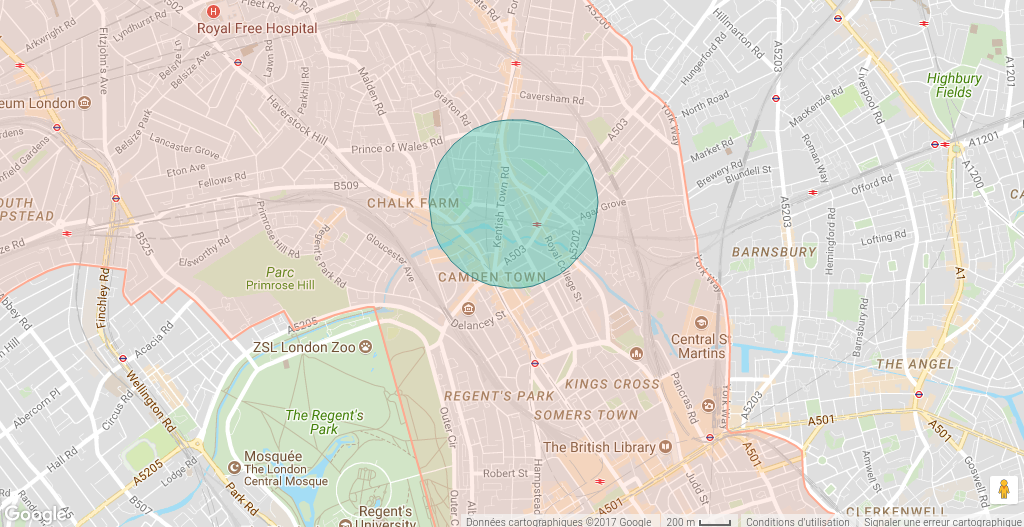 Royal Free Hospital
Arkwright Rd
Lyndhurst Rd
Fitzjohn's Ave
Belsize Ave
Lawn Rd
Parkhill Rd
Malden Rd
Haverstock Hill
Grafton Rd
Caversham Rd
A5200
A503
York Way
Hungerford Rd
Hillmarton Rd
A5203
North Road
MacKenzie Rd
Liverpool Rd
Highbury
Fields
A1201
A1201
A1200
eum London
Belsize Park
Lancaster Grove
Eton Ave
Fellows Rd
Prince of Wales Rd
B509
Market Rd
Brewery Rd
Blundell St
Roman Way
Offord Rd
CHALK FARM
Kentish Town Rd
Agar Grove
A5202
A5203
Hemingford Rd
Lofting Rd
OUTH
MPSTEAD
B525
Elsworthy Rd
Primrose Hill Rd
Regent's Park Rd
Gloucester Ave
A503
Royal College St
York Way
BARNSBURY
A1
CAMDEN TOWN
Parc
Primrose Hill
Finchley Rd
Abbey Rd
Acacia Rd
A5205
Delancey St
ZSL London Zoo
Central St
Martins
Barnsbury Rd
THE ANGEL
Wellington Rd
Abercorn Pl
Circus Rd
REGENT'S PARK
KINGS CROSS
SOMERS TOWN
Pancras Rd
York Way
A5203
The Regent's
Park
Outer Cir
A501
A501
Hall Rd
A5205
Lodge Rd
Mosquée
The London
Central Mosque
The British Library
A501
Amwell St
Goswell Rd
B507
Park Rd
Robert St
Hampstead
Judd St
A501
CLERKENWELL
Regent's
University
Outer C
Google
Données cartographiques ©2017 Google
200 m
Conditions d'utilisation
Signaler une erreur cartographique